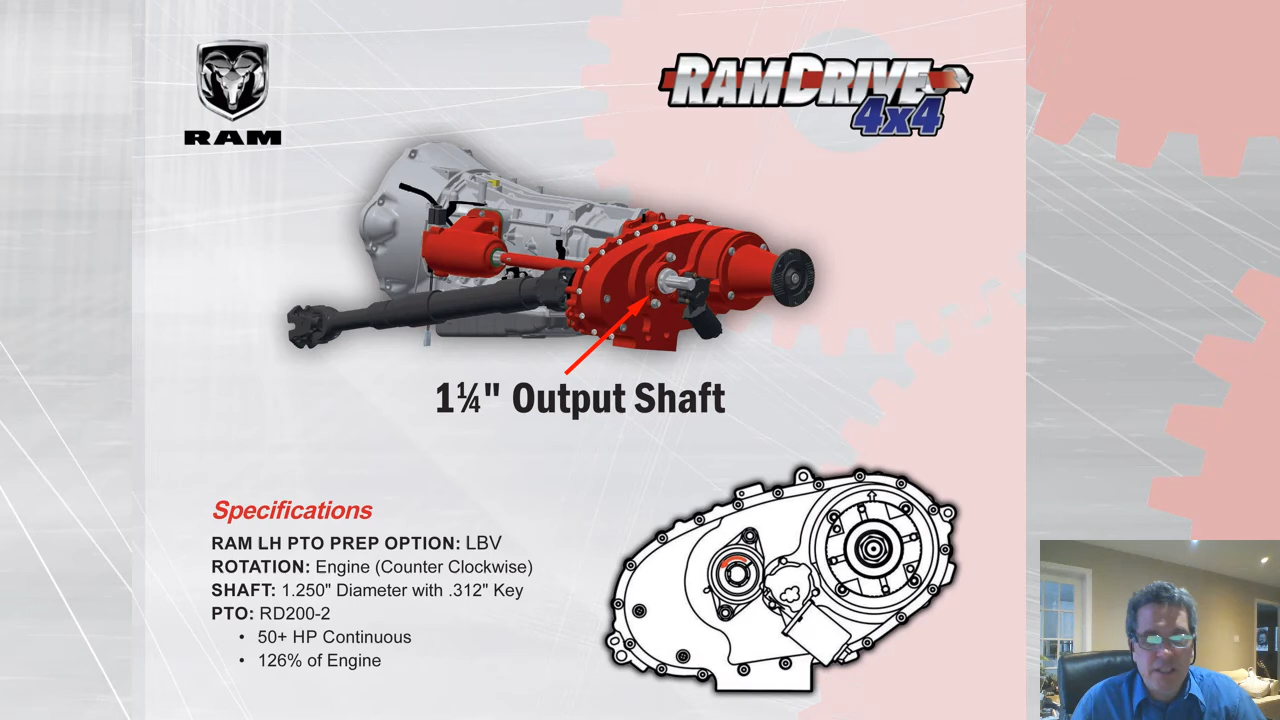 RAM
RAMDRIVE
4x4
1¼" Output Shaft
Specifications
RAM LH PTO PREP OPTION: LBV
ROTATION: Engine (Counter Clockwise)
SHAFT: 1.250" Diameter with .312" Key
PTO: RD200-2
• 50+ HP Continuous
• 126% of Engine